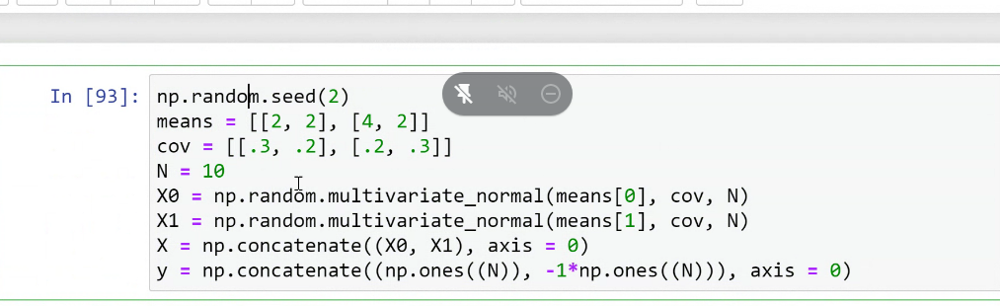 In [93]:
np.random.seed(2)
means = [[2, 2], [4, 2]]
cov = [[.3, .2], [.2, .3]]
N = 10
X0 = np.random.multivariate_normal(means[0], cov, N)
X1 = np.random.multivariate_normal(means[1], cov, N)
X = np.concatenate((X0, X1), axis = 0)
y = np.concatenate((np.ones((N)), -1*np.ones((N))), axis = 0)